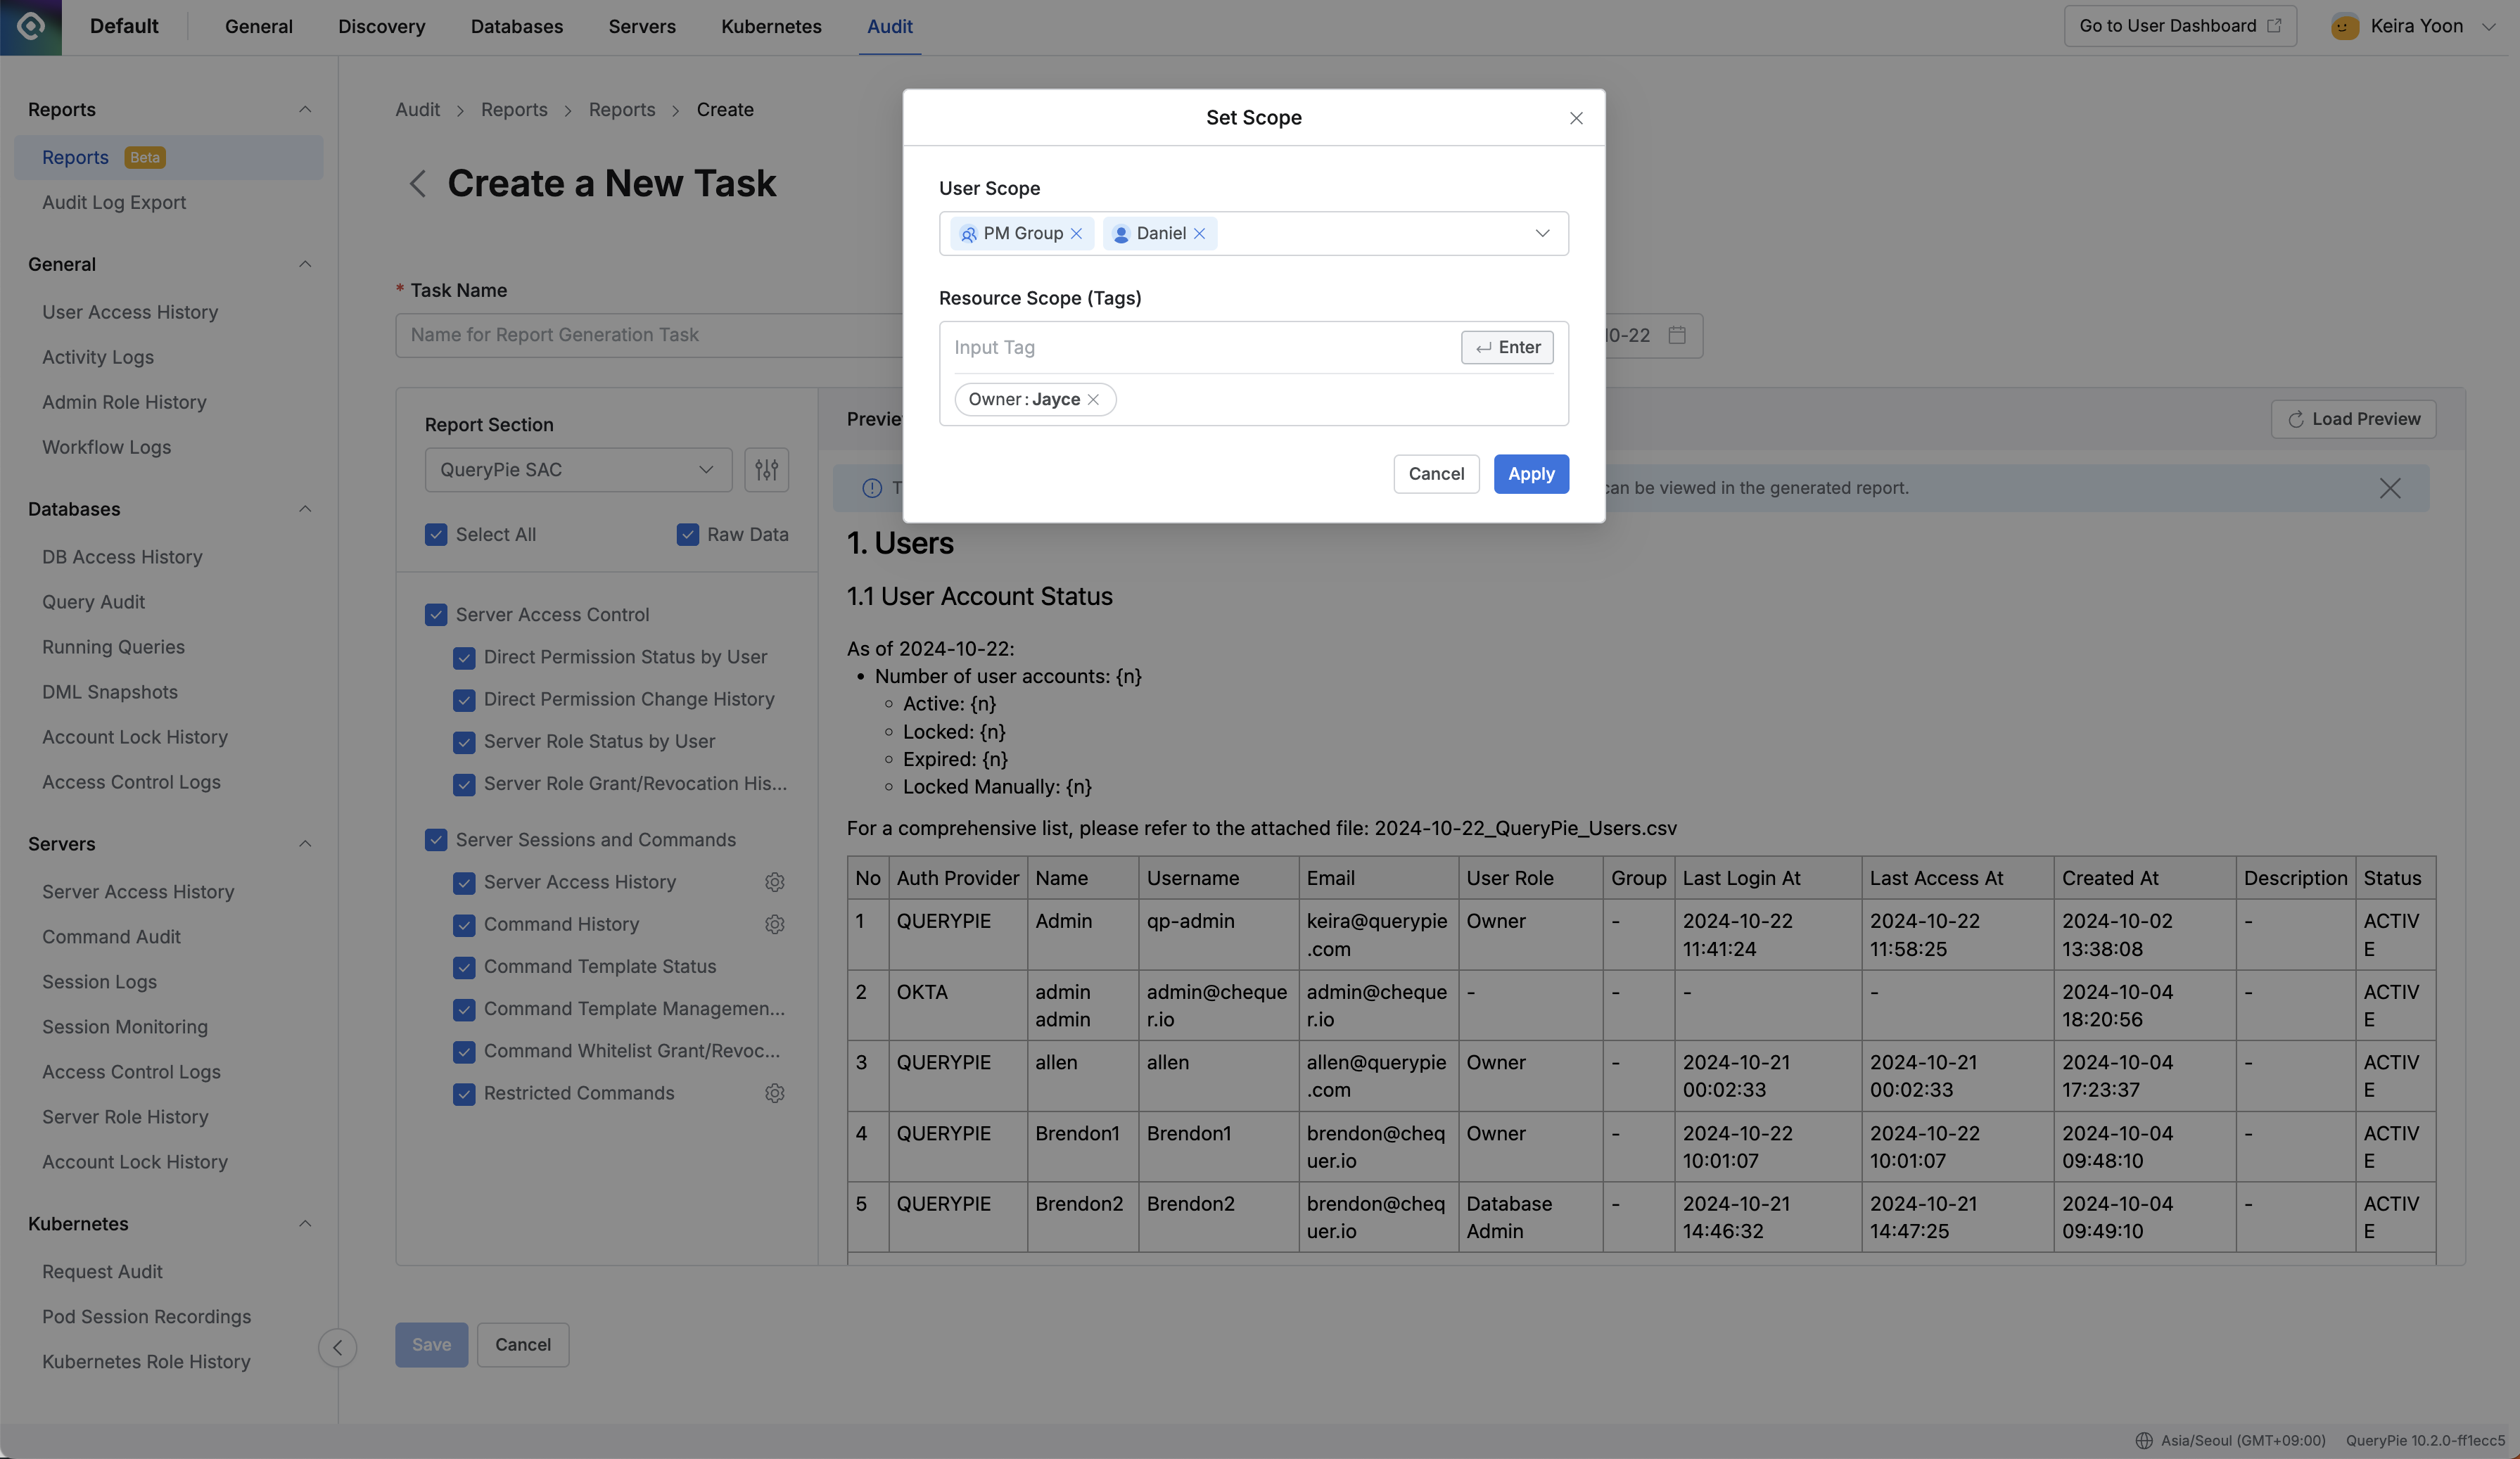 Default
General
Discovery
Databases
Servers
Kubernetes
Audit
Go to User Dashboard
Keira Yoon
Reports
Reports Beta
Audit Log Export
General
User Access History
Activity Logs
Admin Role History
Workflow Logs
Databases
DB Access History
Query Audit
Running Queries
DML Snapshots
Account Lock History
Access Control Logs
Servers
Server Access History
Command Audit
Session Logs
Session Monitoring
Access Control Logs
Server Role History
Account Lock History
Kubernetes
Request Audit
Pod Session Recordings
Kubernetes Role History
Audit > Reports > Reports > Create
Create a New Task
* Task Name
Name for Report Generation Task
10-22
Report Section
QueryPie SAC
Select All
Raw Data
Server Access Control
Direct Permission Status by User
Direct Permission Change History
Server Role Status by User
Server Role Grant/Revocation His...
Server Sessions and Commands
Server Access History
Command History
Command Template Status
Command Template Managemen...
Command Whitelist Grant/Revoc...
Restricted Commands
Save
Cancel
Set Scope
User Scope
PM Group
Daniel
Resource Scope (Tags)
Input Tag
Enter
Owner : Jayce
Cancel
Apply
Load Preview
can be viewed in the generated report.
1. Users
1.1 User Account Status
As of 2024-10-22:
• Number of user accounts: {n}
◦ Active: {n}
◦ Locked: {n}
◦ Expired: {n}
◦ Locked Manually: {n}
For a comprehensive list, please refer to the attached file: 2024-10-22_QueryPie_Users.csv
No Auth Provider Name Username Email User Role Group Last Login At Last Access At Created At Description Status
1 QUERYPIE Admin qp-admin keira@querypie Owner - 2024-10-22 2024-10-22 2024-10-02 - ACTIV
.com 11:41:24 11:58:25 13:38:08 E
2 OKTA admin admin@cheque admin@cheque - - - - 2024-10-04 - ACTIV
admin r.io r.io 18:20:56 E
3 QUERYPIE allen allen allen@querypie Owner - 2024-10-21 2024-10-21 2024-10-04 - ACTIV
.com 00:02:33 00:02:33 17:23:37 E
4 QUERYPIE Brendon1 Brendon1 brendon@cheq Owner - 2024-10-22 2024-10-22 2024-10-04 - ACTIV
uer.io 10:01:07 10:01:07 09:48:10 E
5 QUERYPIE Brendon2 Brendon2 brendon@cheq Database - 2024-10-21 2024-10-21 2024-10-04 - ACTIV
uer.io Admin 14:46:32 14:47:25 09:49:10 E
Asia/Seoul (GMT+09:00)
QueryPie 10.2.0-ff1ecc5